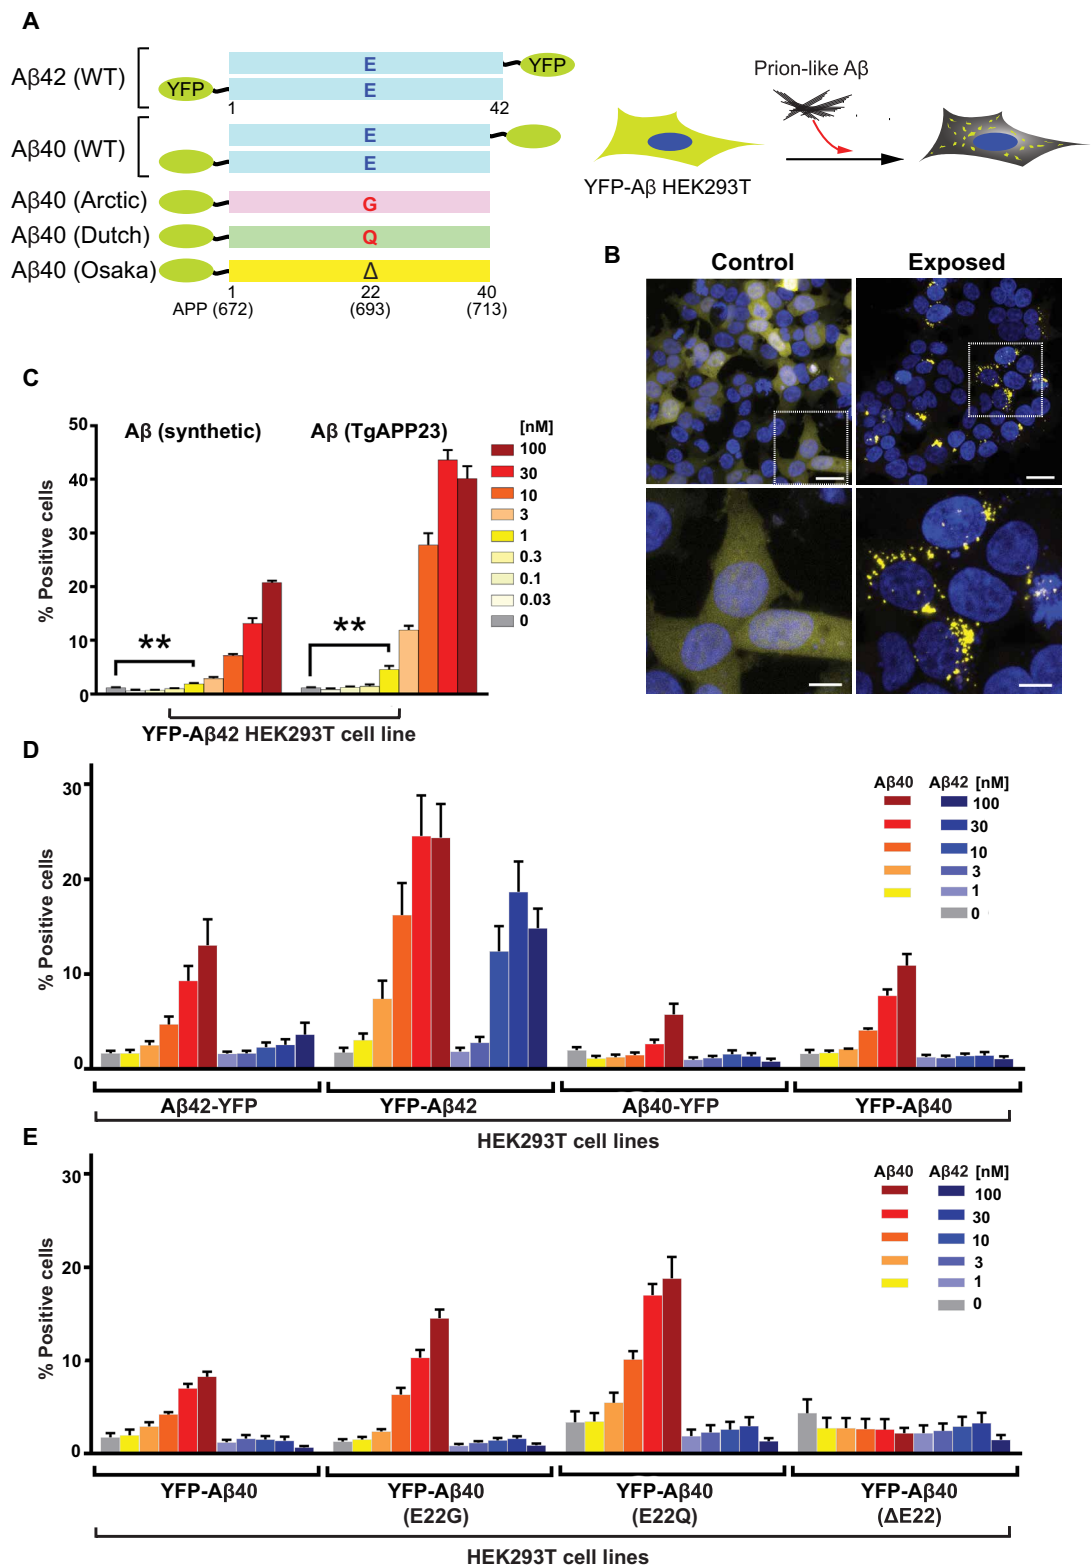 A
Aβ42 (WT)
E
YFP
YFP
E
1
42
Aβ40 (WT)
E
E
Aβ40 (Arctic)
G
Aβ40 (Dutch)
Q
Aβ40 (Osaka)
Δ
1
22
40
APP (672)
(693)
(713)
Prion-like Aβ
YFP-Aβ HEK293T
B
Control
Exposed
C
% Positive cells
50
40
30
20
10
0
Aβ (synthetic)
Aβ (TgAPP23)
**
**
[nM]
100
30
10
3
1
0.3
0.1
0.03
0
YFP-Aβ42 HEK293T cell line
D
% Positive cells
30
20
10
0
Aβ40 Aβ42 [nM]
100
30
10
3
1
0
Aβ42-YFP
YFP-Aβ42
Aβ40-YFP
YFP-Aβ40
HEK293T cell lines
E
% Positive cells
30
20
10
0
Aβ40 Aβ42 [nM]
100
30
10
3
1
0
YFP-Aβ40
YFP-Aβ40
(E22G)
YFP-Aβ40
(E22Q)
YFP-Aβ40
(ΔE22)
HEK293T cell lines